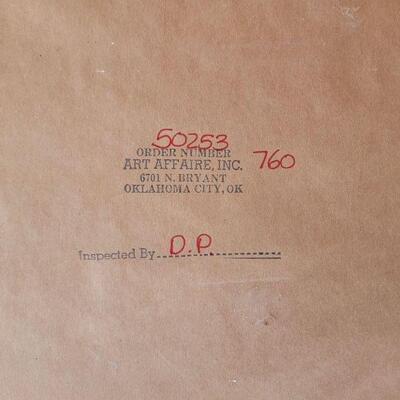 50253
ORDER NUMBER
ART AFFAIRE, INC. 760
6701 N. BRYANT
OKLAHOMA CITY, OK
Inspected By D.P.